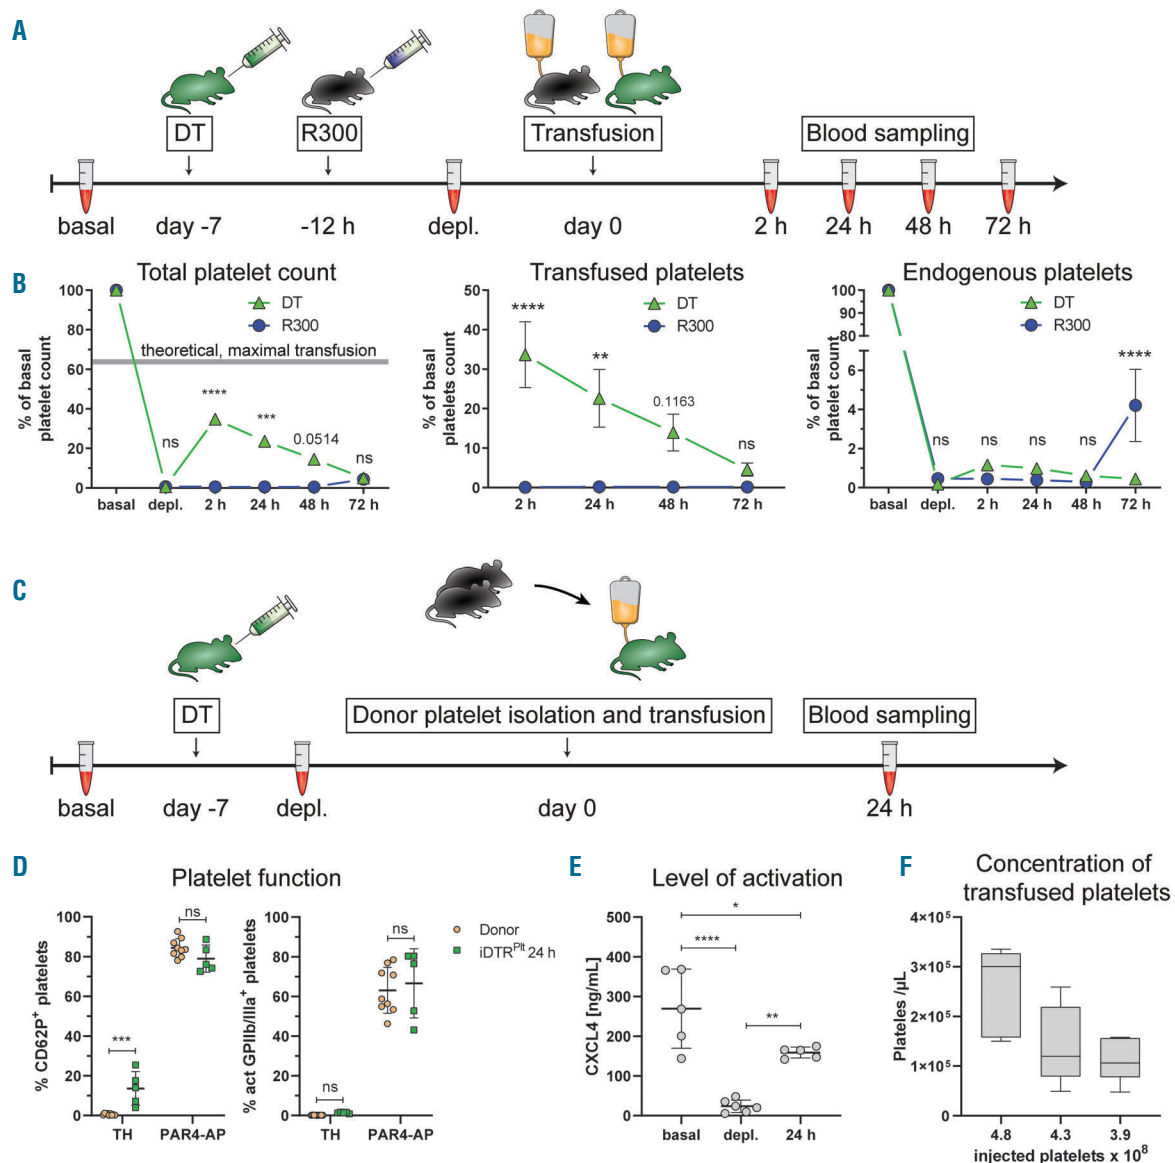 A
DT
R300
Transfusion
Blood sampling
basal
day -7
-12 h
depl.
day 0
2 h
24 h
48 h
72 h
B
Total platelet count
% of basal
platelet count
100
80
60
40
20
0
DT
R300
theoretical, maximal transfusion
ns
****
***
0.0514
ns
basal
depl.
2 h
24 h
48 h
72 h
Transfused platelets
% of basal
platelets count
50
40
30
20
10
0
DT
R300
****
**
0.1163
ns
2 h
24 h
48 h
72 h
Endogenous platelets
% of basal
platelet count
100
90
80
6
4
2
0
DT
R300
ns
ns
ns
ns
****
basal
depl.
2 h
24 h
48 h
72 h
C
DT
Donor platelet isolation and transfusion
Blood sampling
basal
day -7
depl.
day 0
24 h
D
Platelet function
% CD62P+ platelets
100
80
60
40
20
0
***
ns
TH
PAR4-AP
% act GPIIb/IIIa+ platelets
100
80
60
40
20
0
ns
ns
TH
PAR4-AP
Donor
iDTRPlt 24 h
E
Level of activation
CXCL4 [ng/mL]
500
400
300
200
100
0
*
****
**
basal
depl.
24 h
F
Concentration of
transfused platelets
Plateles /µL
4×10⁵
3×10⁵
2×10⁵
1×10⁵
0
4.8
4.3
3.9
injected platelets x 10⁸